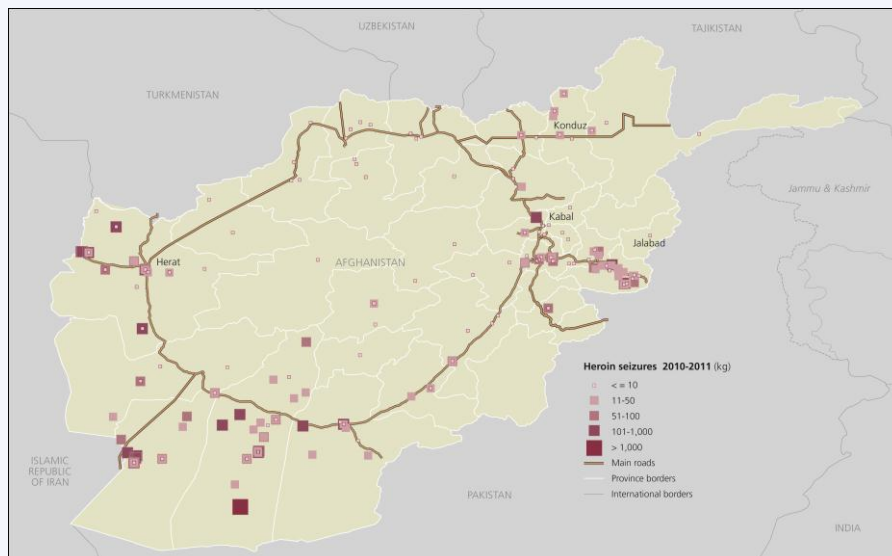 UZBEKISTAN
TAJIKISTAN
TURKMENISTAN
Konduz
Jammu & Kashmir
Kabal
Jalabad
Herat
AFGHANISTAN
Heroin seizures 2010-2011 (kg)
< = 10
11-50
51-100
101-1,000
> 1,000
Main roads
Province borders
International borders
ISLAMIC
REPUBLIC
OF IRAN
PAKISTAN
INDIA